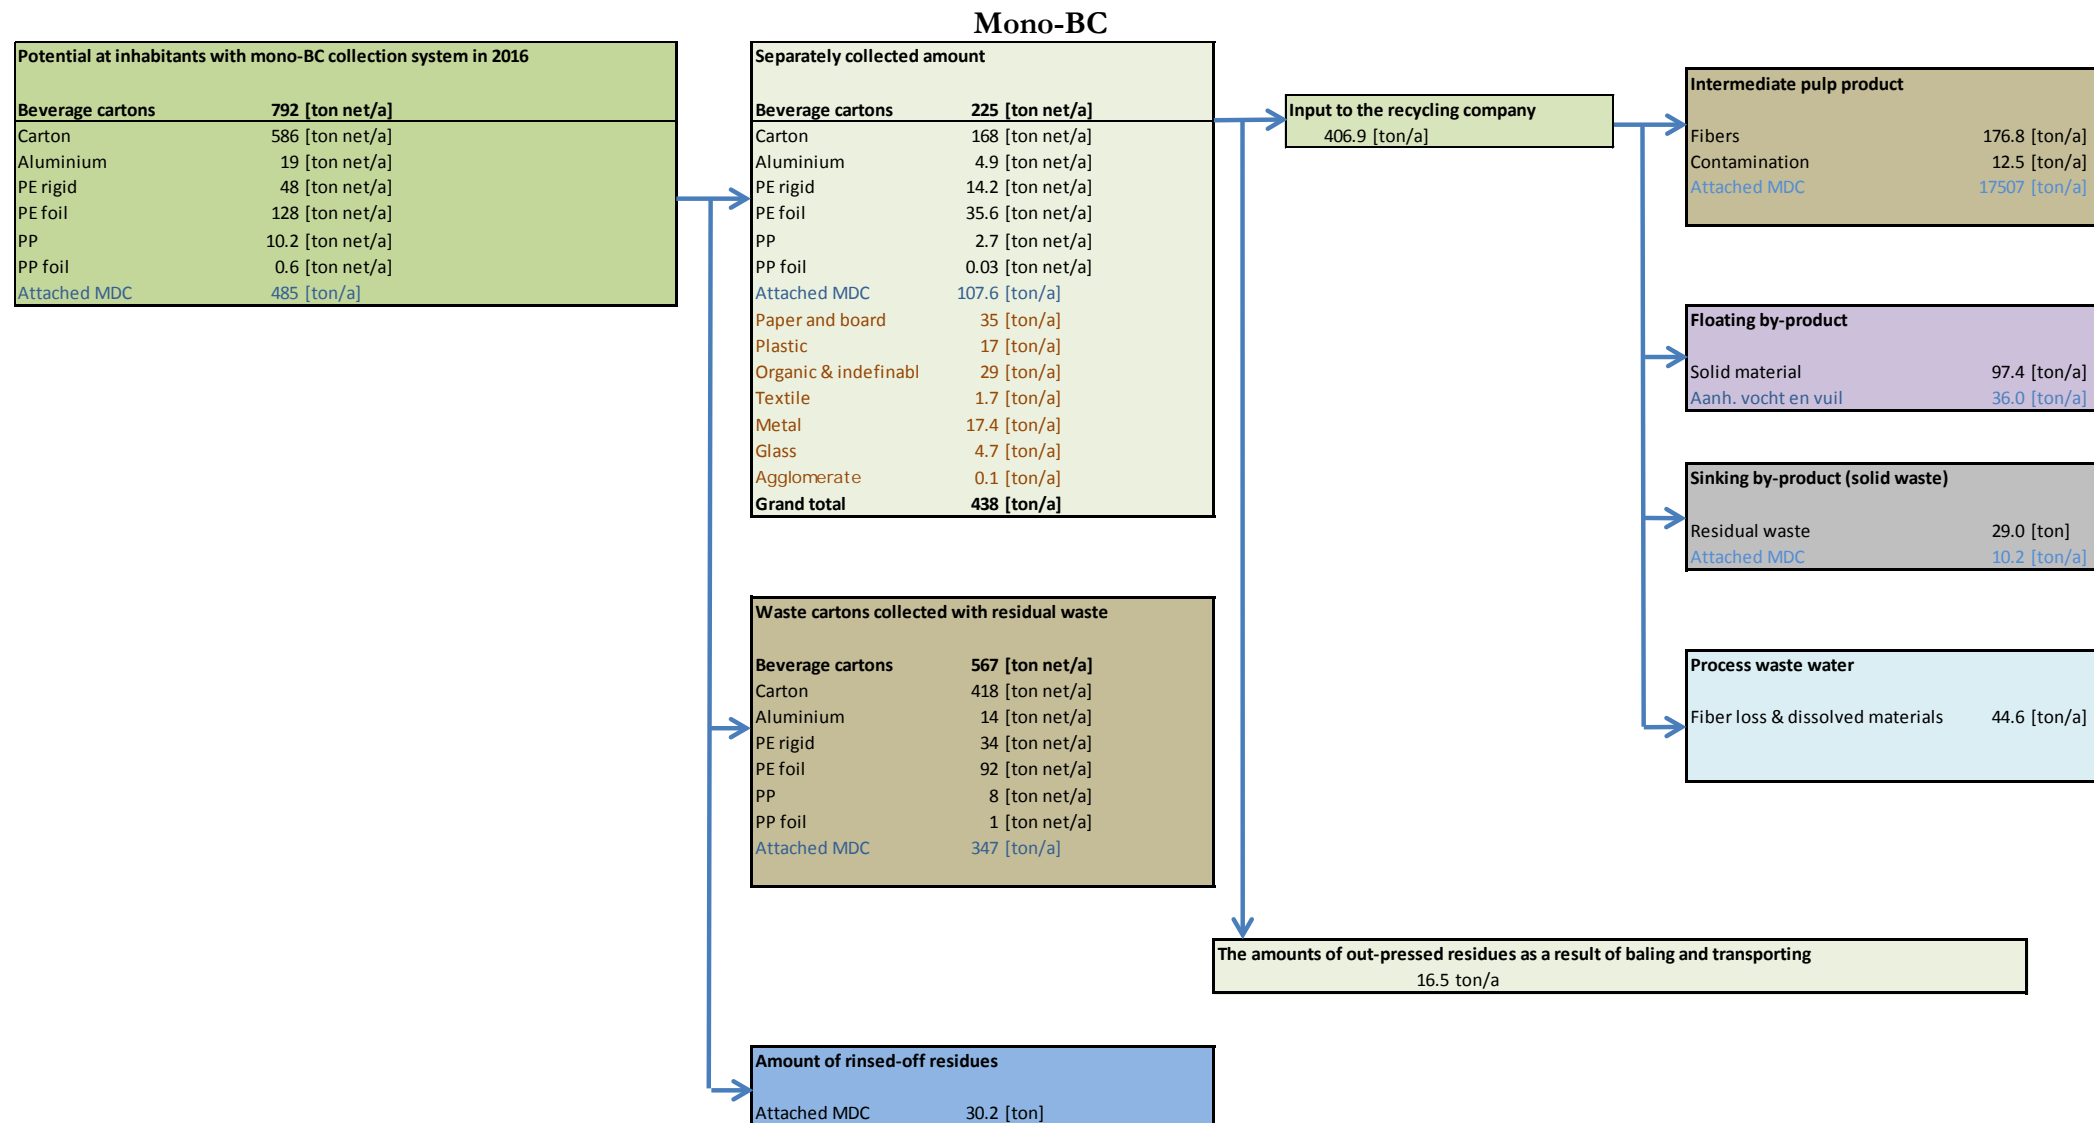 Mono-BC
Potential at inhabitants with mono-BC collection system in 2016
Beverage cartons 792 [ton net/a]
Carton 586 [ton net/a]
Aluminium 19 [ton net/a]
PE rigid 48 [ton net/a]
PE foil 128 [ton net/a]
PP 10.2 [ton net/a]
PP foil 0.6 [ton net/a]
Attached MDC 485 [ton/a]
Separately collected amount
Beverage cartons 225 [ton net/a]
Carton 168 [ton net/a]
Aluminium 4.9 [ton net/a]
PE rigid 14.2 [ton net/a]
PE foil 35.6 [ton net/a]
PP 2.7 [ton net/a]
PP foil 0.03 [ton net/a]
Attached MDC 107.6 [ton/a]
Paper and board 35 [ton/a]
Plastic 17 [ton/a]
Organic & indefinabl 29 [ton/a]
Textile 1.7 [ton/a]
Metal 17.4 [ton/a]
Glass 4.7 [ton/a]
Agglomerate 0.1 [ton/a]
Grand total 438 [ton/a]
Waste cartons collected with residual waste
Beverage cartons 567 [ton net/a]
Carton 418 [ton net/a]
Aluminium 14 [ton net/a]
PE rigid 34 [ton net/a]
PE foil 92 [ton net/a]
PP 8 [ton net/a]
PP foil 1 [ton net/a]
Attached MDC 347 [ton/a]
Amount of rinsed-off residues
Attached MDC 30.2 [ton]
Input to the recycling company
406.9 [ton/a]
The amounts of out-pressed residues as a result of baling and transporting
16.5 ton/a
Intermediate pulp product
Fibers 176.8 [ton/a]
Contamination 12.5 [ton/a]
Attached MDC 17507 [ton/a]
Floating by-product
Solid material 97.4 [ton/a]
Aanh. vocht en vuil 36.0 [ton/a]
Sinking by-product (solid waste)
Residual waste 29.0 [ton]
Attached MDC 10.2 [ton/a]
Process waste water
Fiber loss & dissolved materials 44.6 [ton/a]